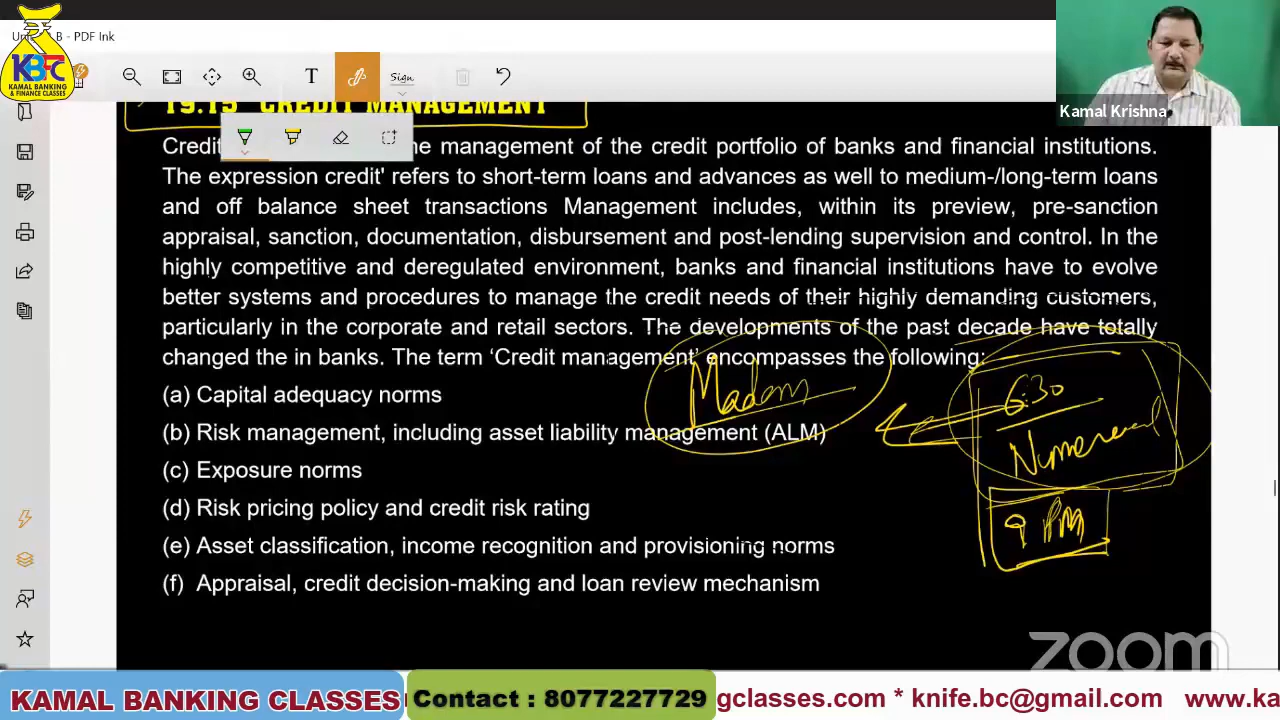 Un B - PDF Ink
KBFC
KAMAL BANKING
& FINANCE CLASSES
T
Sign
Kamal Krishna
19.15 CREDIT MANAGEMENT
Credit he management of the credit portfolio of banks and financial institutions.
The expression credit' refers to short-term loans and advances as well to medium-/long-term loans
and off balance sheet transactions Management includes, within its preview, pre-sanction
appraisal, sanction, documentation, disbursement and post-lending supervision and control. In the
highly competitive and deregulated environment, banks and financial institutions have to evolve
better systems and procedures to manage the credit needs of their highly demanding customers,
particularly in the corporate and retail sectors. The developments of the past decade have totally
changed the in banks. The term ‘Credit management’ encompasses the following:
(a) Capital adequacy norms
(b) Risk management, including asset liability management (ALM)
(c) Exposure norms
(d) Risk pricing policy and credit risk rating
(e) Asset classification, income recognition and provisioning norms
(f) Appraisal, credit decision-making and loan review mechanism
Madam
6:30
Numerical
9 PM
zoom
KAMAL BANKING CLASSES
Contact : 8077227729
gclasses.com * knife.bc@gmail.com www.ka